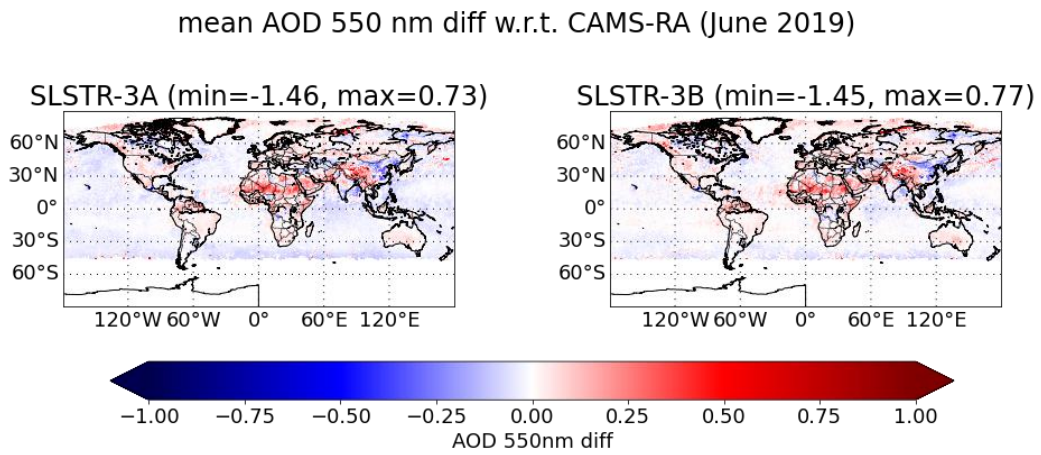 mean AOD 550 nm diff w.r.t. CAMS-RA (June 2019)
SLSTR-3A (min=-1.46, max=0.73)
60°N
30°N
0°
30°S
60°S
120°W 60°W 0° 60°E 120°E
SLSTR-3B (min=-1.45, max=0.77)
60°N
30°N
0°
30°S
60°S
120°W 60°W 0° 60°E 120°E
−1.00 −0.75 −0.50 −0.25 0.00 0.25 0.50 0.75 1.00
AOD 550nm diff